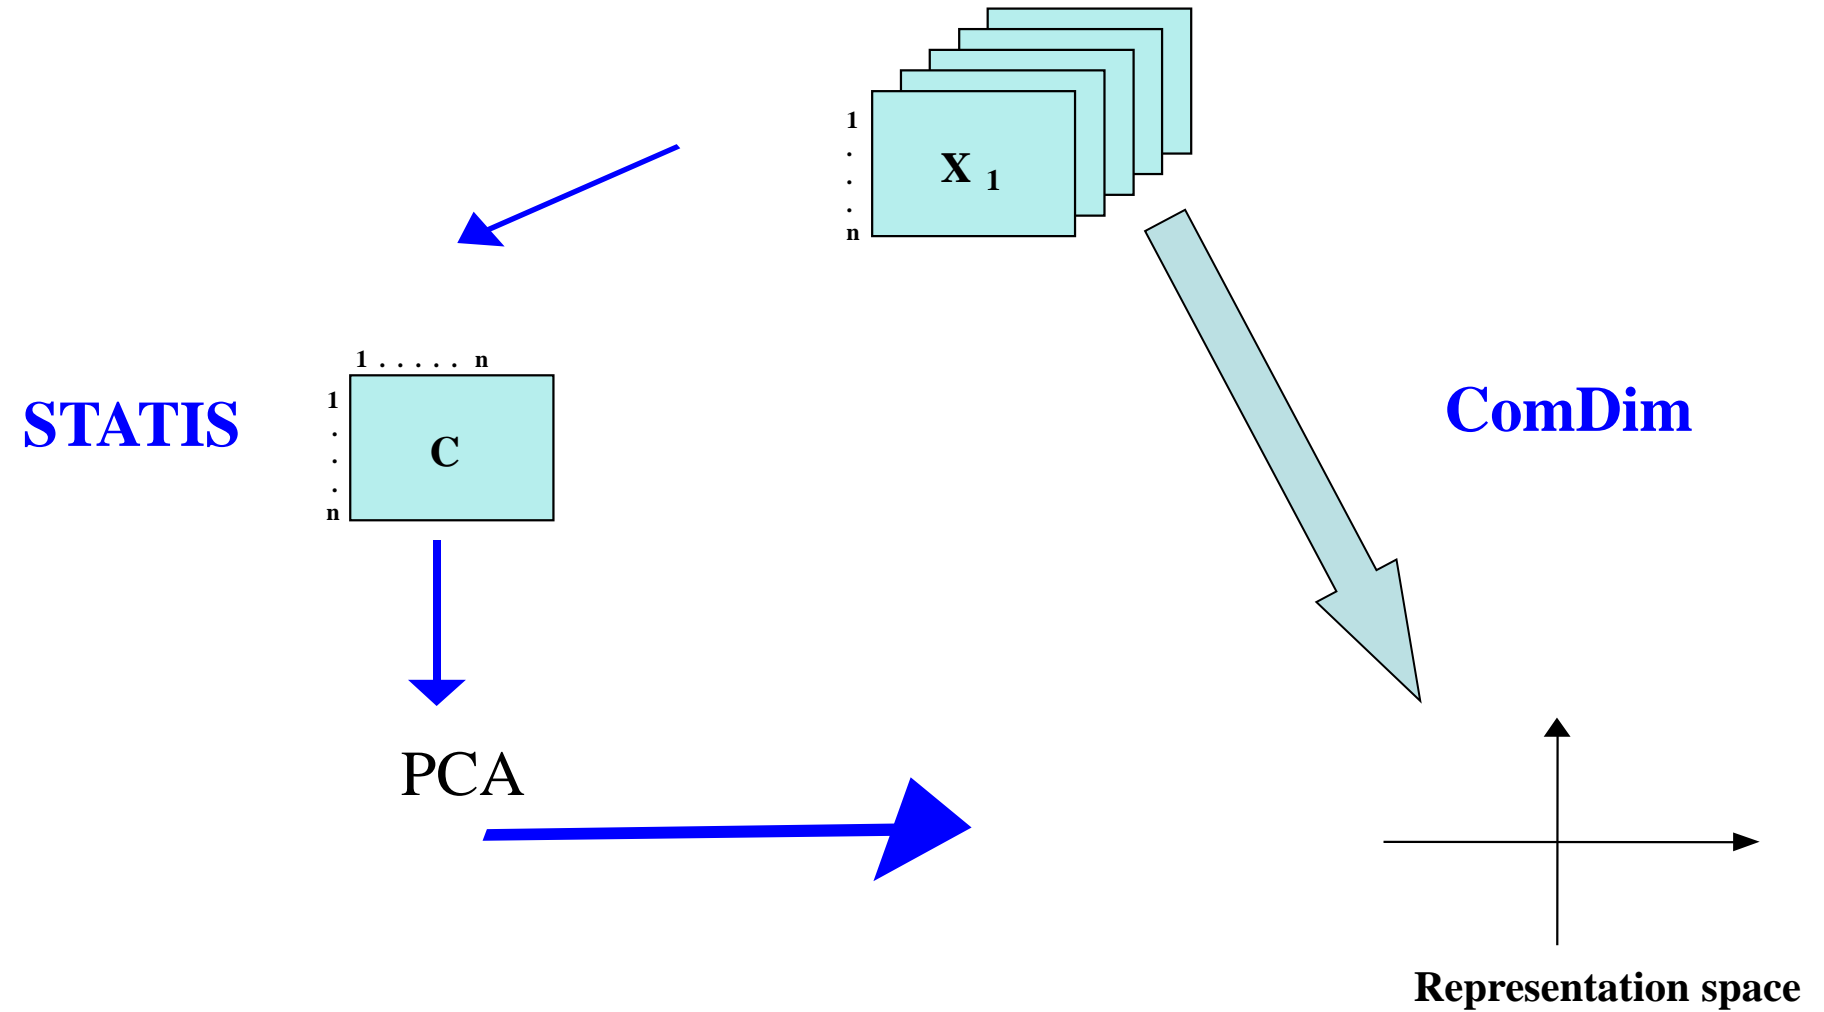 1
.
.
.
n
X 1
1 . . . . . n
1
.
.
.
n
C
STATIS
ComDim
PCA
Representation space